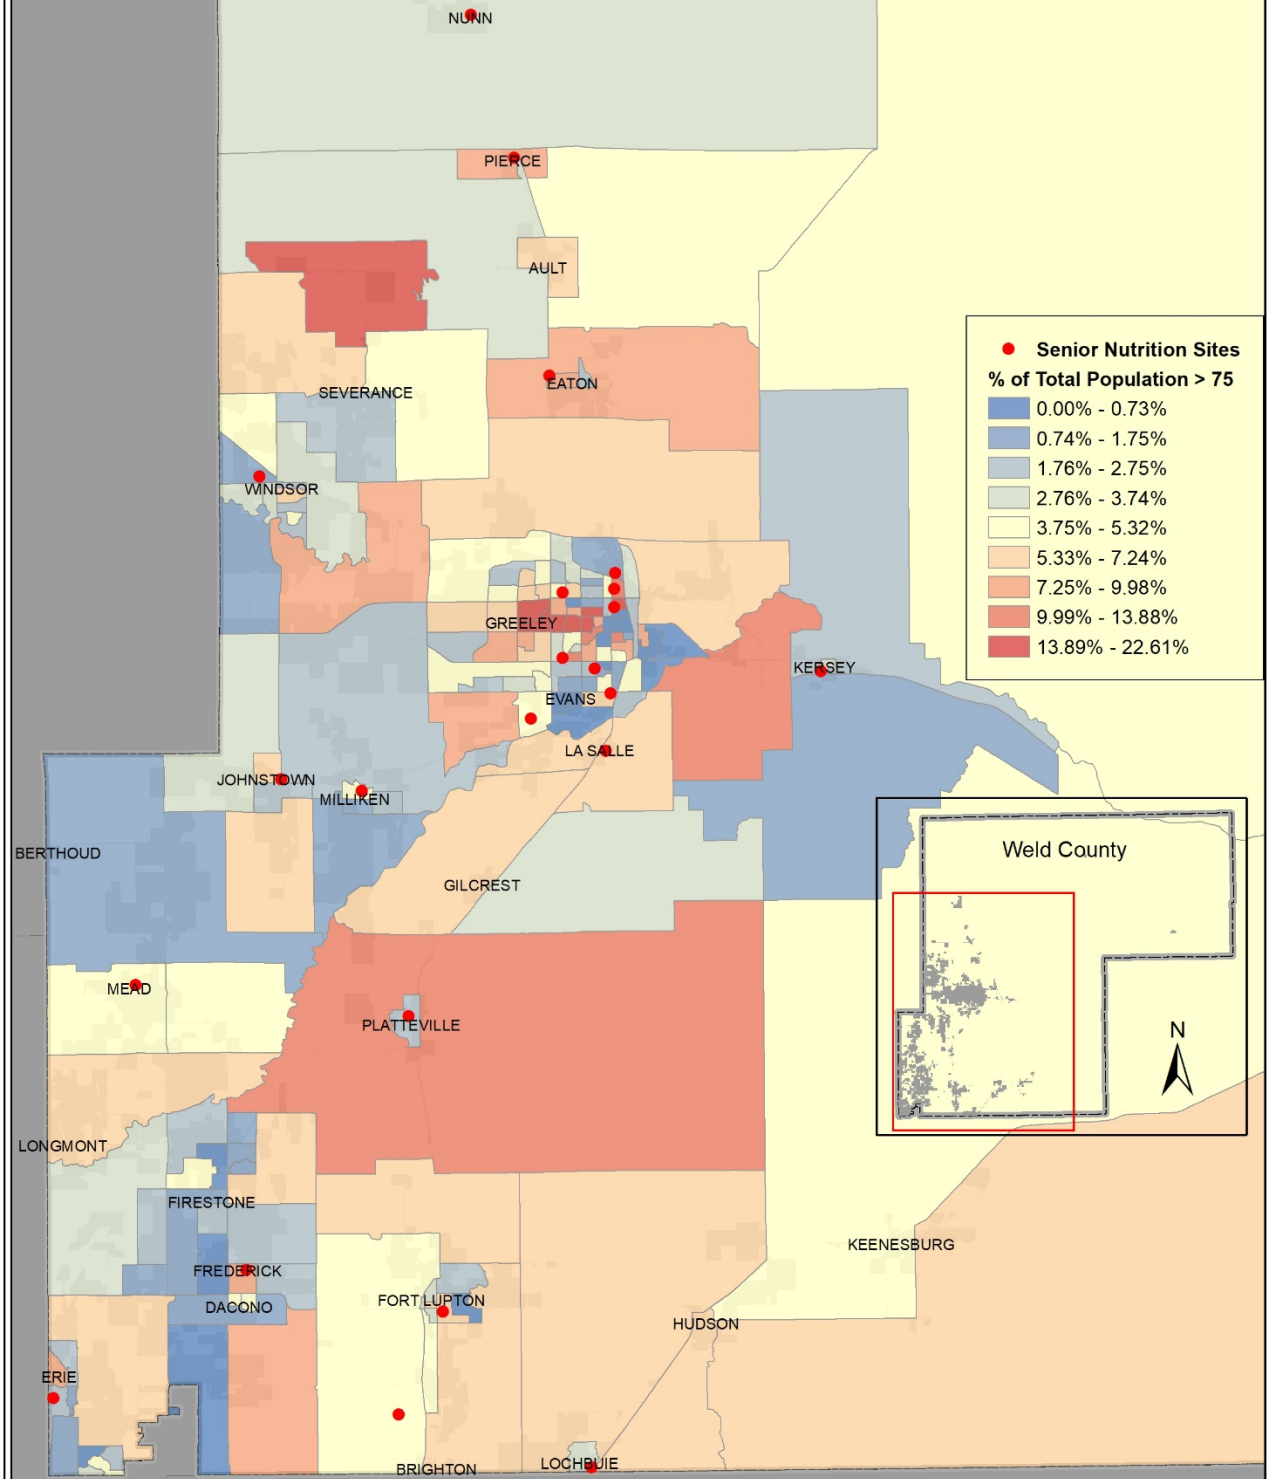 NUNN
PIERCE
AULT
Senior Nutrition Sites
% of Total Population > 75
0.00% - 0.73%
0.74% - 1.75%
1.76% - 2.75%
2.76% - 3.74%
3.75% - 5.32%
5.33% - 7.24%
7.25% - 9.98%
9.99% - 13.88%
13.89% - 22.61%
EATON
SEVERANCE
WINDSOR
GREELEY
KERSEY
EVANS
LA SALLE
JOHNSTOWN
MILLIKEN
BERTHOUD
Weld County
GILCREST
MEAD
PLATTEVILLE
N
LONGMONT
FIRESTONE
KEENESBURG
FREDERICK
FORT LUPTON
DACONO
HUDSON
ERIE
LOCHBUIE
BRIGHTON